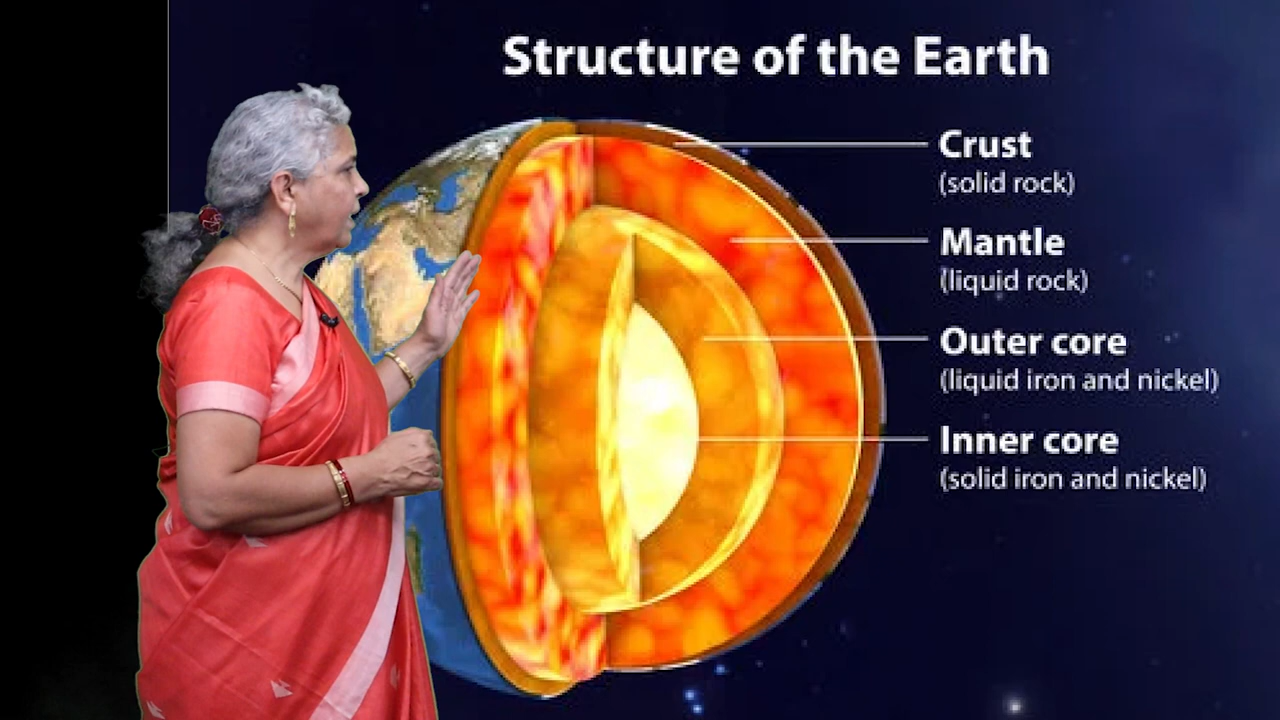 Structure of the Earth
Crust
(solid rock)
Mantle
(liquid rock)
Outer core
(liquid iron and nickel)
Inner core
(solid iron and nickel)